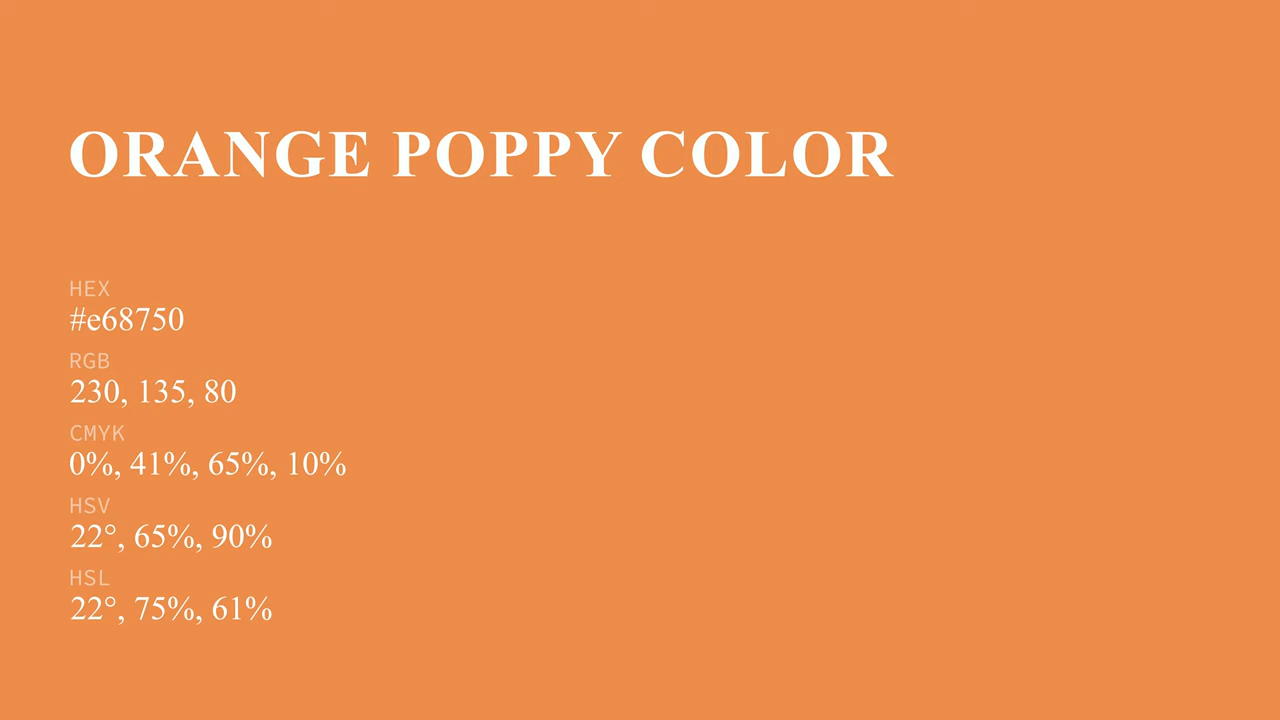 ORANGE POPPY COLOR
HEX
#e68750
RGB
230, 135, 80
CMYK
0%, 41%, 65%, 10%
HSV
22°, 65%, 90%
HSL
22°, 75%, 61%